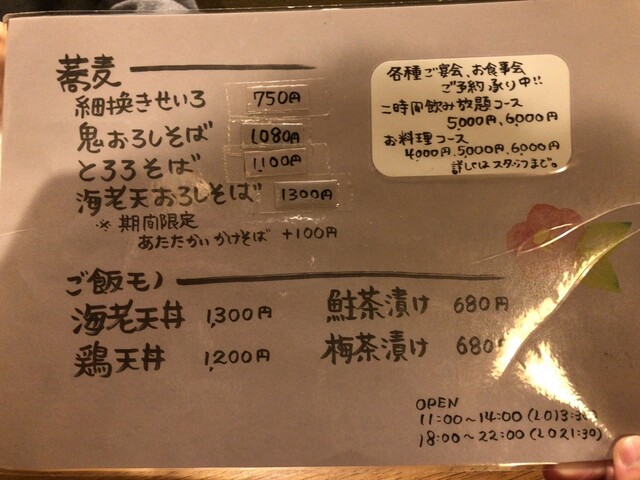 蕎麦
細挽きせいろ 750円
鬼おろしそば 1,080円
とろろそば 1,100円
海老天おろしそば 1300円
※期間限定
あたたかいかけそば +100円
各種ご宴会、お食事会
ご予約承り中!!
二時間飲み放題コース
5,000円、6,000円
お料理コース
4,000円、5,000円、6,000円
詳しくはスタッフまで。
ご飯モノ
海老天丼 1,300円
鶏天丼 1,200円
鮭茶漬け 680円
梅茶漬け 680
OPEN
11:00~14:00(LO13:30)
18:00~22:00(LO21:30)